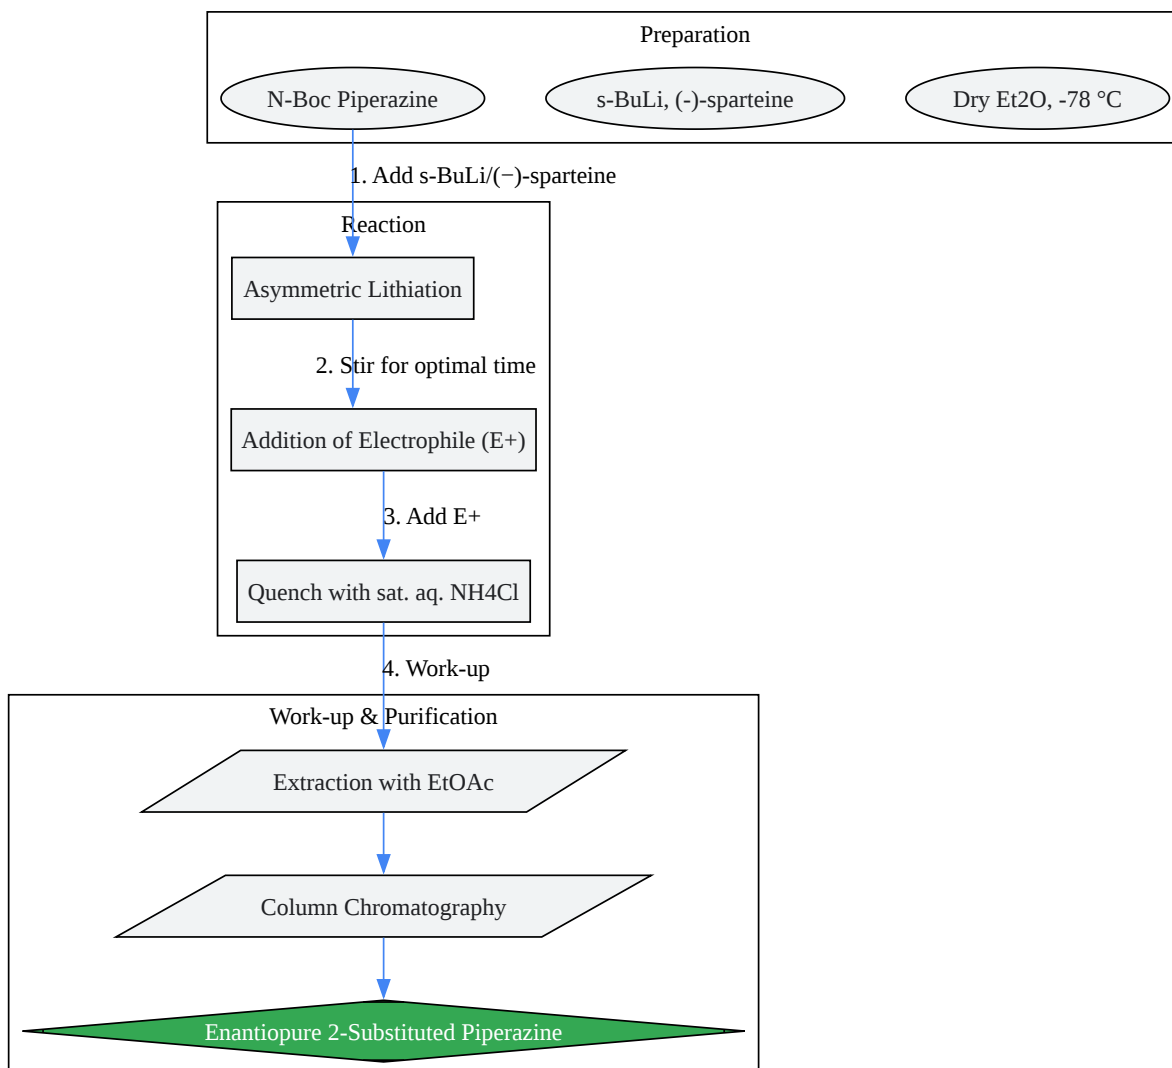 Preparation
N-Boc Piperazine
s-BuLi, (-)-sparteine
Dry Et2O, -78 °C
1. Add s-BuLi/(−)-sparteine
Reaction
Asymmetric Lithiation
2. Stir for optimal time
Addition of Electrophile (E+)
3. Add E+
Quench with sat. aq. NH4Cl
4. Work-up
Work-up & Purification
Extraction with EtOAc
Column Chromatography
Enantiopure 2-Substituted Piperazine